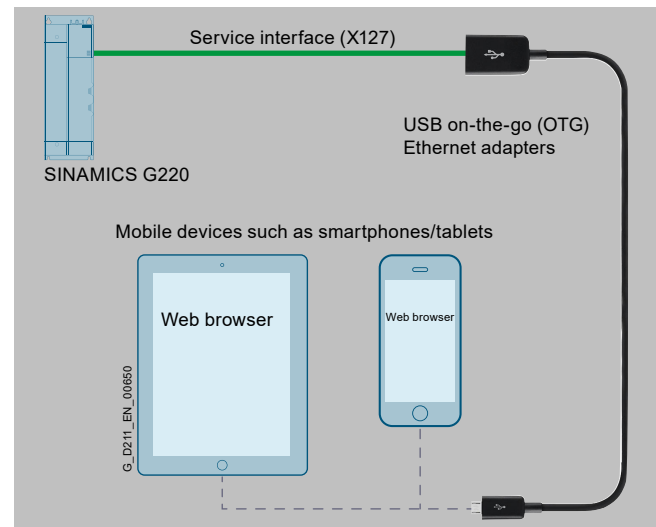 Service interface (X127)
USB on-the-go (OTG)
Ethernet adapters
SINAMICS G220
Mobile devices such as smartphones/tablets
Web browser
Web browser
G_D211_EN_00650